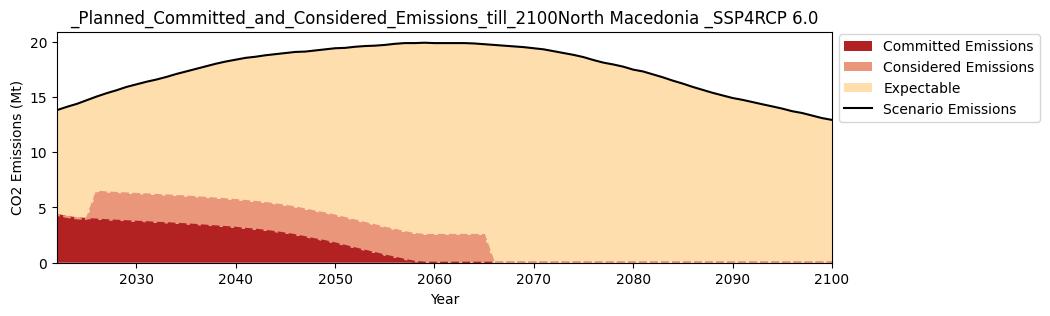 _Planned_Committed_and_Considered_Emissions_till_2100North Macedonia _SSP4RCP 6.0
CO2 Emissions (Mt)
20
15
10
5
0
2030 2040 2050 2060 2070 2080 2090 2100
Year
Committed Emissions
Considered Emissions
Expectable
Scenario Emissions